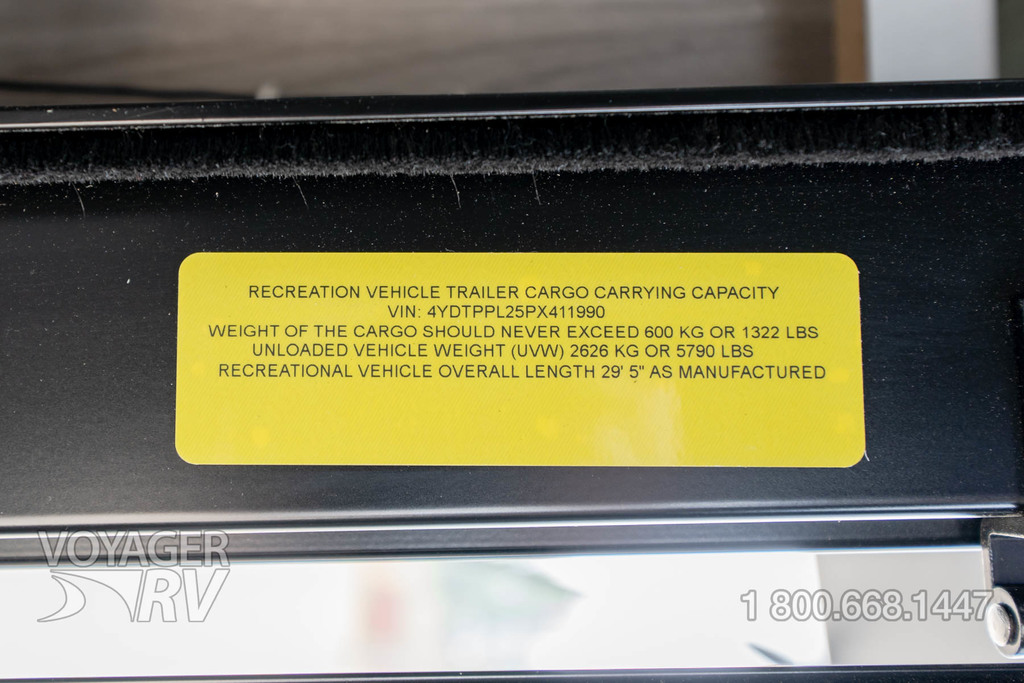 RECREATION VEHICLE TRAILER CARGO CARRYING CAPACITY
VIN: 4YDTPPL25PX411990
WEIGHT OF THE CARGO SHOULD NEVER EXCEED 600 KG OR 1322 LBS
UNLOADED VEHICLE WEIGHT (UVW) 2626 KG OR 5790 LBS
RECREATIONAL VEHICLE OVERALL LENGTH 29' 5" AS MANUFACTURED
VOYAGER
RV
1 800.668.1447